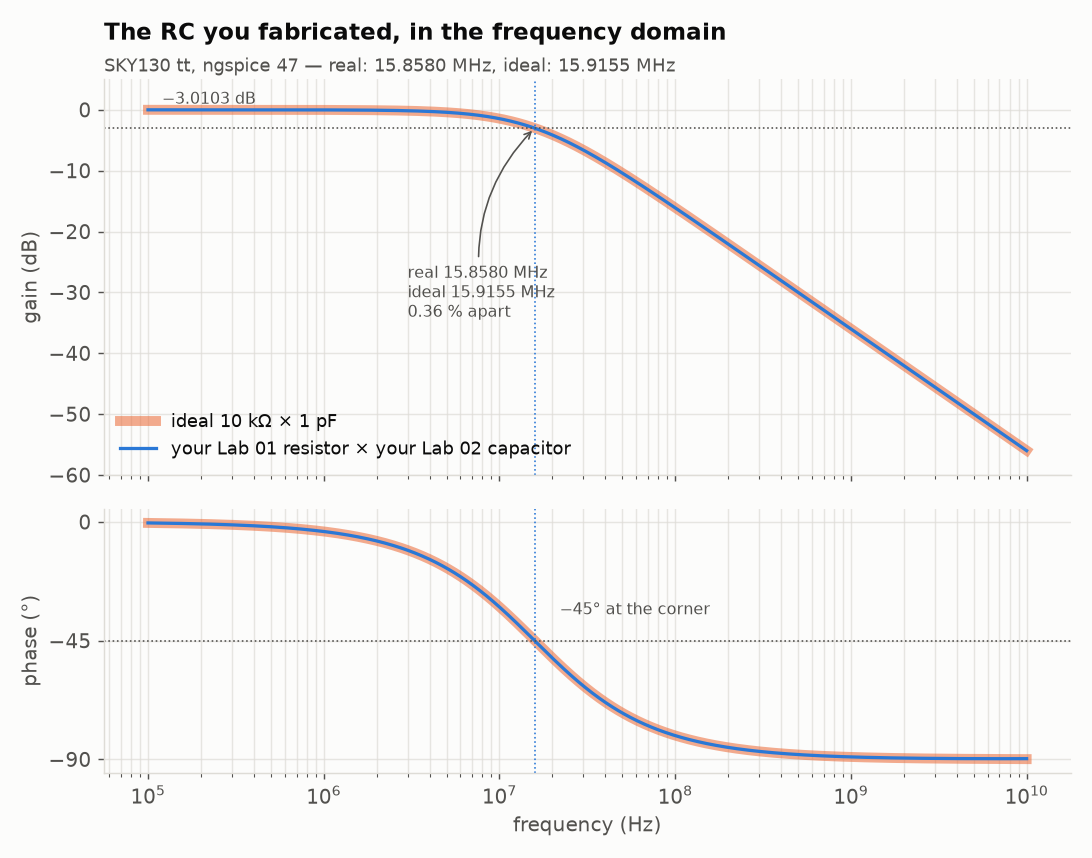 The RC you fabricated, in the frequency domain
SKY130 tt, ngspice 47 — real: 15.8580 MHz, ideal: 15.9155 MHz
−3.0103 dB
0
−10
−20
−30
−40
−50
−60
gain (dB)
real 15.8580 MHz
ideal 15.9155 MHz
0.36 % apart
ideal 10 kΩ × 1 pF
your Lab 01 resistor × your Lab 02 capacitor
0
−45
−90
phase (°)
−45° at the corner
10⁵ 10⁶ 10⁷ 10⁸ 10⁹ 10¹⁰
frequency (Hz)